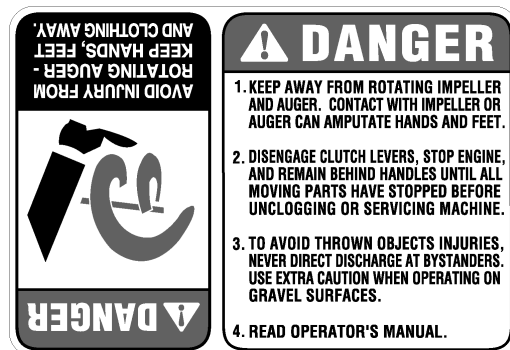 DANGER
AVOID INJURY FROM
ROTATING AUGER -
KEEP HANDS, FEET
AND CLOTHING AWAY.
DANGER
1. KEEP AWAY FROM ROTATING IMPELLER
AND AUGER. CONTACT WITH IMPELLER OR
AUGER CAN AMPUTATE HANDS AND FEET.
2. DISENGAGE CLUTCH LEVERS, STOP ENGINE,
AND REMAIN BEHIND HANDLES UNTIL ALL
MOVING PARTS HAVE STOPPED BEFORE
UNCLOGGING OR SERVICING MACHINE.
3. TO AVOID THROWN OBJECTS INJURIES,
NEVER DIRECT DISCHARGE AT BYSTANDERS.
USE EXTRA CAUTION WHEN OPERATING ON
GRAVEL SURFACES.
4. READ OPERATOR'S MANUAL.